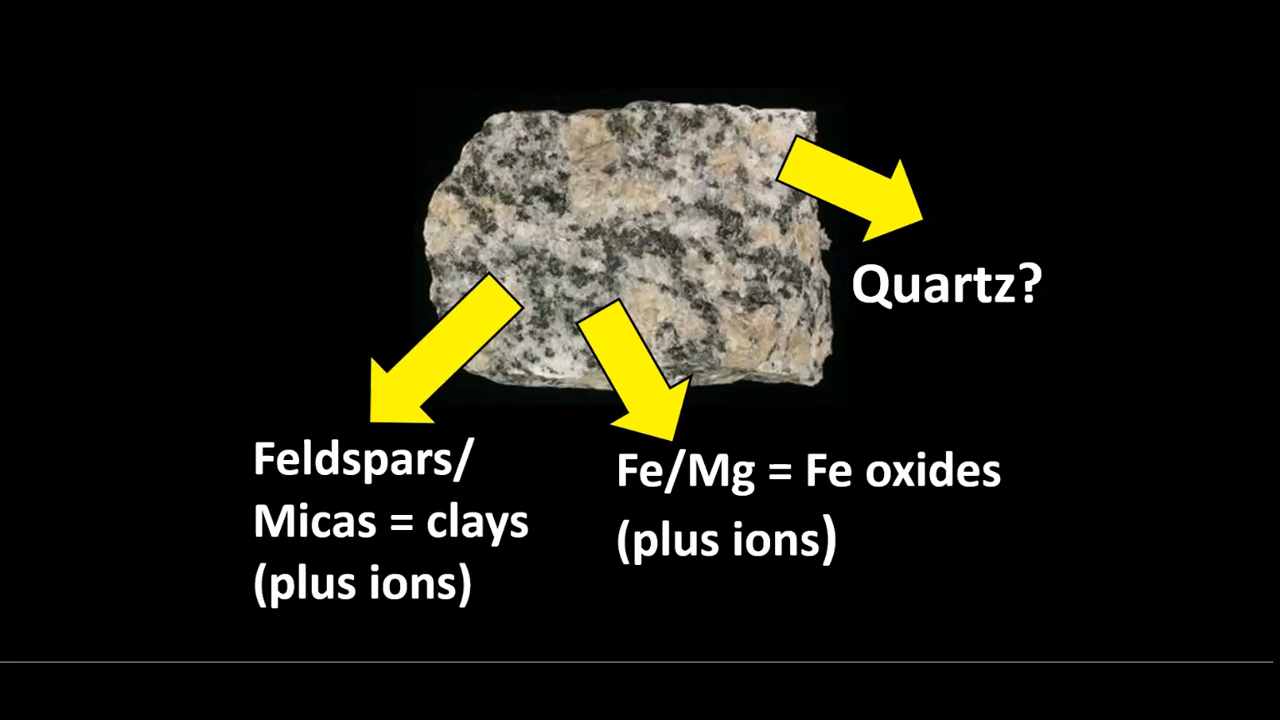 Quartz?
Feldspars/
Micas = clays
(plus ions)
Fe/Mg = Fe oxides
(plus ions)